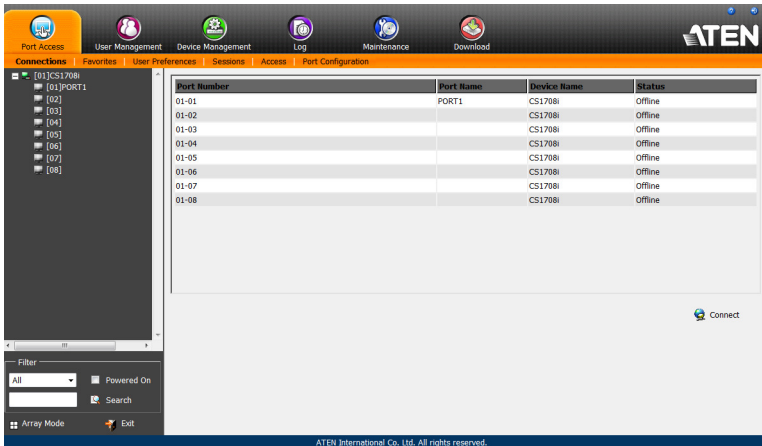 ATEN
Port Access User Management Device Management Log Maintenance Download
Connections Favorites User Preferences Sessions Access Port Configuration
[01]CS1708i
[01]PORT1
[02]
[03]
[04]
[05]
[06]
[07]
[08]
Port Number Port Name Device Name Status
01-01 PORT1 CS1708i Offline
01-02 CS1708i Offline
01-03 CS1708i Offline
01-04 CS1708i Offline
01-05 CS1708i Offline
01-06 CS1708i Offline
01-07 CS1708i Offline
01-08 CS1708i Offline
Connect
Filter
All Powered On
Search
Array Mode Exit
ATEN International Co. Ltd. All rights reserved.